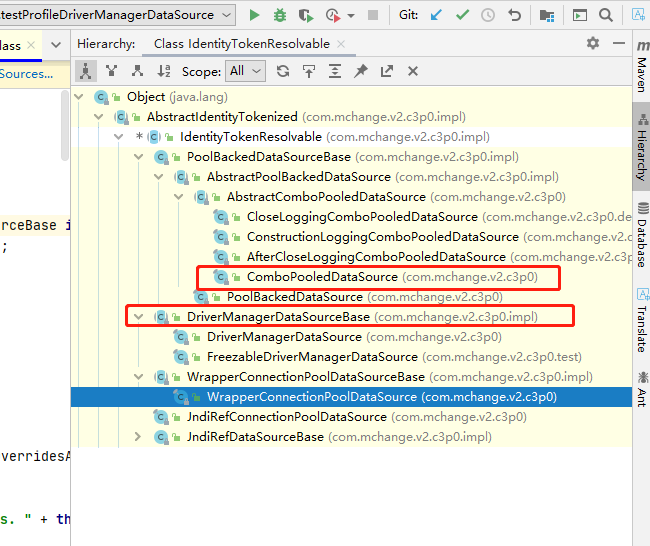 .testProfileDriverManagerDataSource
Git:
lass
Hierarchy:
Class IdentityTokenResolvable
Sources...
Scope:
All
Object (java.lang)
AbstractIdentityTokenized (com.mchange.v2.c3p0.impl)
* IdentityTokenResolvable (com.mchange.v2.c3p0.impl)
PoolBackedDataSourceBase (com.mchange.v2.c3p0.impl)
AbstractPoolBackedDataSource (com.mchange.v2.c3p0.impl)
AbstractComboPooledDataSource (com.mchange.v2.c3p0)
CloseLoggingComboPooledDataSource (com.mchange.v2.c3p0.de
ConstructionLoggingComboPooledDataSource (com.mchange.v2
AfterCloseLoggingComboPooledDataSource (com.mchange.v2.c
ComboPooledDataSource (com.mchange.v2.c3p0)
PoolBackedDataSource (com.mchange.v2.c3p0)
DriverManagerDataSourceBase (com.mchange.v2.c3p0.impl)
DriverManagerDataSource (com.mchange.v2.c3p0)
FreezableDriverManagerDataSource (com.mchange.v2.c3p0.test)
WrapperConnectionPoolDataSourceBase (com.mchange.v2.c3p0.impl)
WrapperConnectionPoolDataSource (com.mchange.v2.c3p0)
JndiRefConnectionPoolDataSource (com.mchange.v2.c3p0)
JndiRefDataSourceBase (com.mchange.v2.c3p0.impl)
urceBase i
;
verridesA
s. " + th
Maven
Hierarchy
Database
Translate
Ant